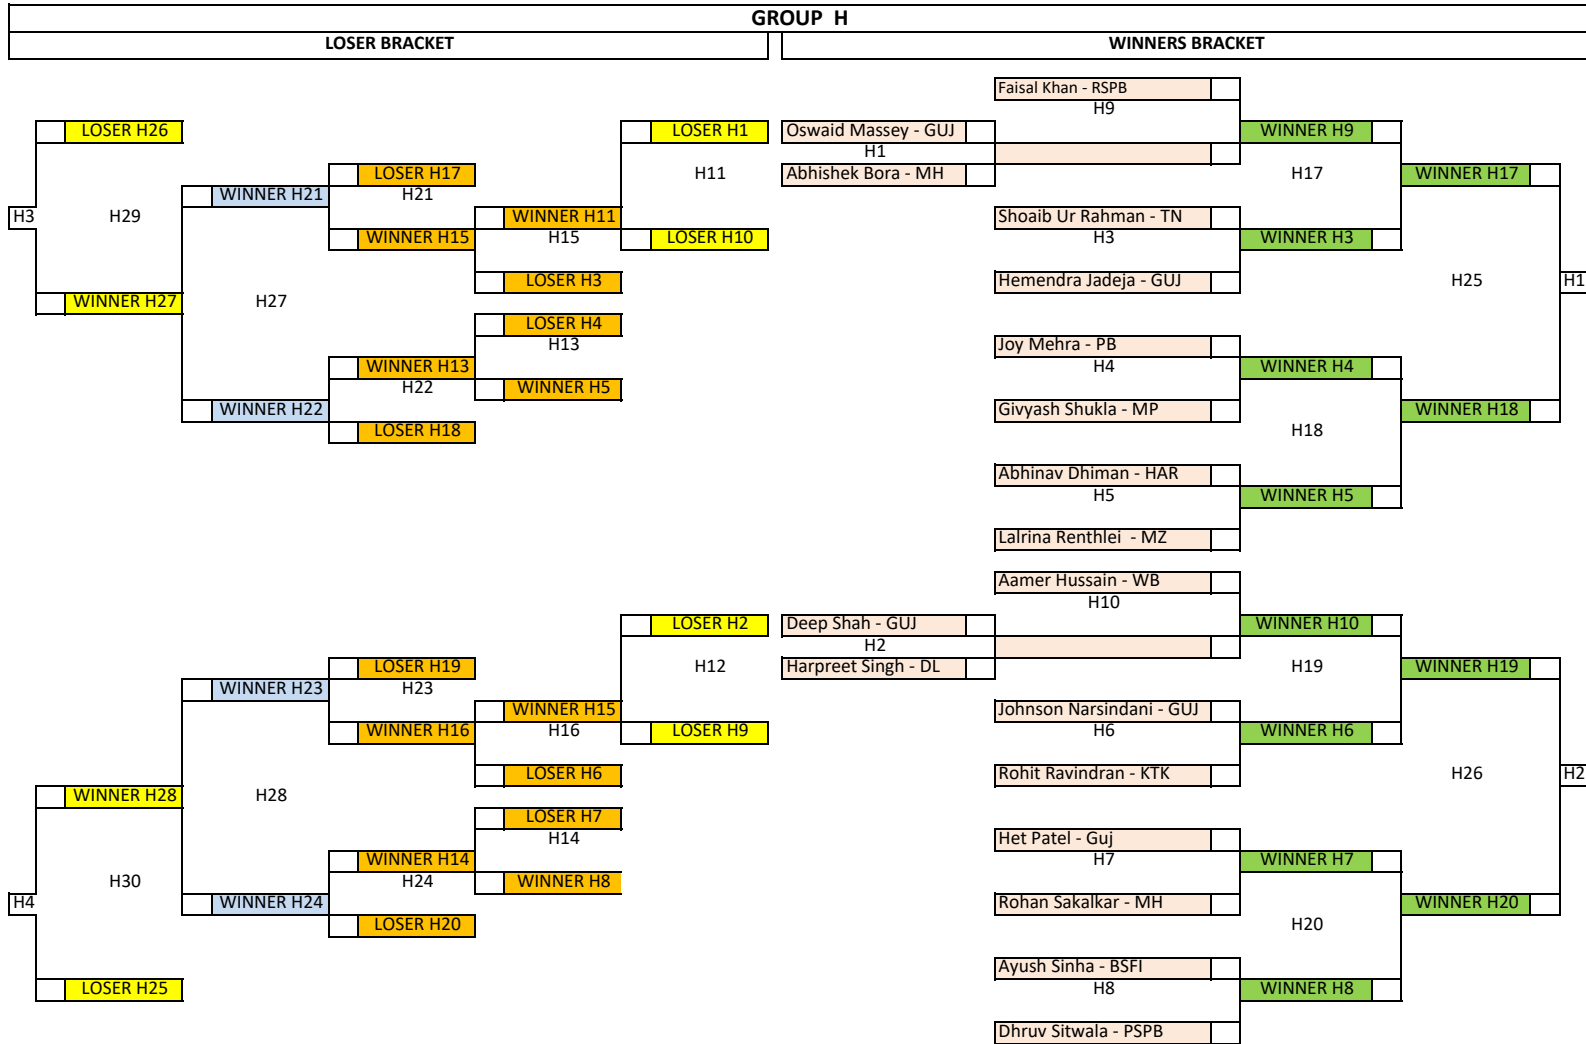 GROUP H
LOSER BRACKET
WINNERS BRACKET
Faisal Khan - RSPB
H9
LOSER H26
LOSER H1
Oswaid Massey - GUJ
WINNER H9
H1
LOSER H17
H11
Abhishek Bora - MH
H17
WINNER H17
WINNER H21
H21
H3
H29
WINNER H11
Shoaib Ur Rahman - TN
WINNER H15
H15
LOSER H10
H3
WINNER H3
LOSER H3
Hemendra Jadeja - GUJ
H25
H1
WINNER H27
H27
LOSER H4
H13
Joy Mehra - PB
WINNER H13
H4
WINNER H4
H22
WINNER H5
WINNER H22
Givyash Shukla - MP
WINNER H18
LOSER H18
H18
Abhinav Dhiman - HAR
H5
WINNER H5
Lalrina Renthlei - MZ
Aamer Hussain - WB
H10
LOSER H2
Deep Shah - GUJ
WINNER H10
H2
LOSER H19
H12
Harpreet Singh - DL
H19
WINNER H19
WINNER H23
H23
WINNER H15
Johnson Narsindani - GUJ
WINNER H16
H16
LOSER H9
H6
WINNER H6
LOSER H6
Rohit Ravindran - KTK
H26
H2
WINNER H28
H28
LOSER H7
H14
Het Patel - Guj
WINNER H14
H7
WINNER H7
H30
H24
WINNER H8
H4
WINNER H24
Rohan Sakalkar - MH
WINNER H20
LOSER H20
H20
Ayush Sinha - BSFI
LOSER H25
H8
WINNER H8
Dhruv Sitwala - PSPB